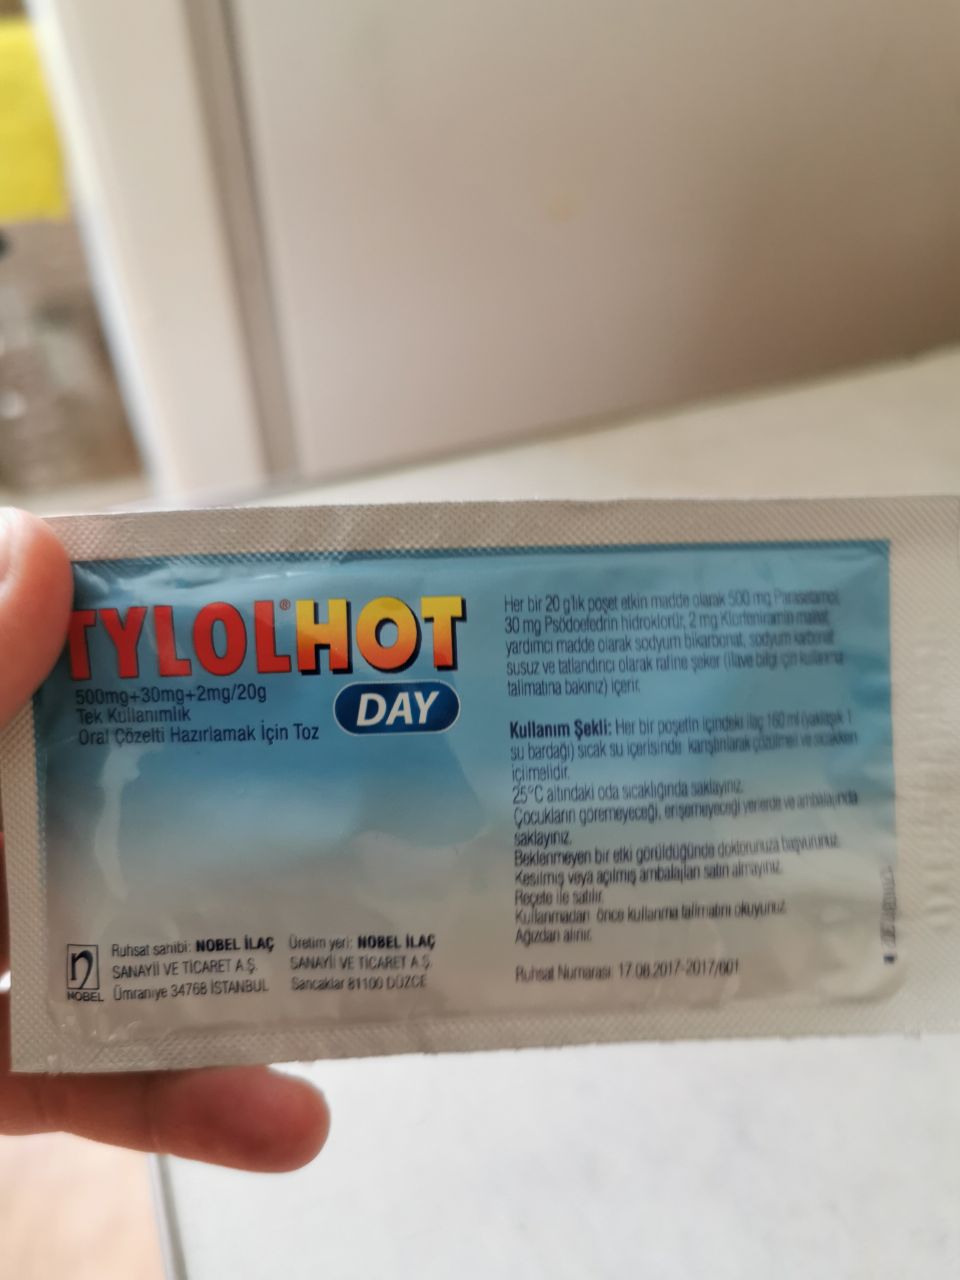 TYLOL®HOT
DAY
500mg+30mg+2mg/20g
Tek Kullanımlık
Oral Çözelti Hazırlamak İçin Toz
Her bir 20 g'lık poşet etkin madde olarak 500 mg Parasetamol,
30 mg Psödoefedrin hidroklorür, 2 mg Klorfeniramin maleat,
yardımcı madde olarak sodyum bikarbonat, sodyum karbonat
susuz ve tatlandırıcı olarak rafine şeker (İlave bilgi için kullanma
talimatına bakınız) içerir.
Kullanım Şekli: Her bir poşetin içindeki ilaç 160 ml (yaklaşık 1
su bardağı) sıcak su içerisinde karıştırılarak çözülmeli ve sıcakken
içilmelidir.
25°C altındaki oda sıcaklığında saklayınız.
Çocukların göremeyeceği, erişemeyeceği yerlerde ve ambalajında
saklayınız.
Beklenmeyen bir etki görüldüğünde doktorunuza başvurunuz.
Kesilmiş veya açılmış ambalajları satın almayınız.
Reçete ile satılır.
Kullanmadan önce kullanma talimatını okuyunuz.
Ağızdan alınır.
Ruhsat Numarası: 17.08.2017-2017/601
NOBEL
Ruhsat sahibi: NOBEL İLAÇ
SANAYİİ VE TİCARET A.Ş.
Ümraniye 34768 İSTANBUL
Üretim yeri: NOBEL İLAÇ
SANAYİİ VE TİCARET A.Ş.
Sancaklar 81100 DÜZCE